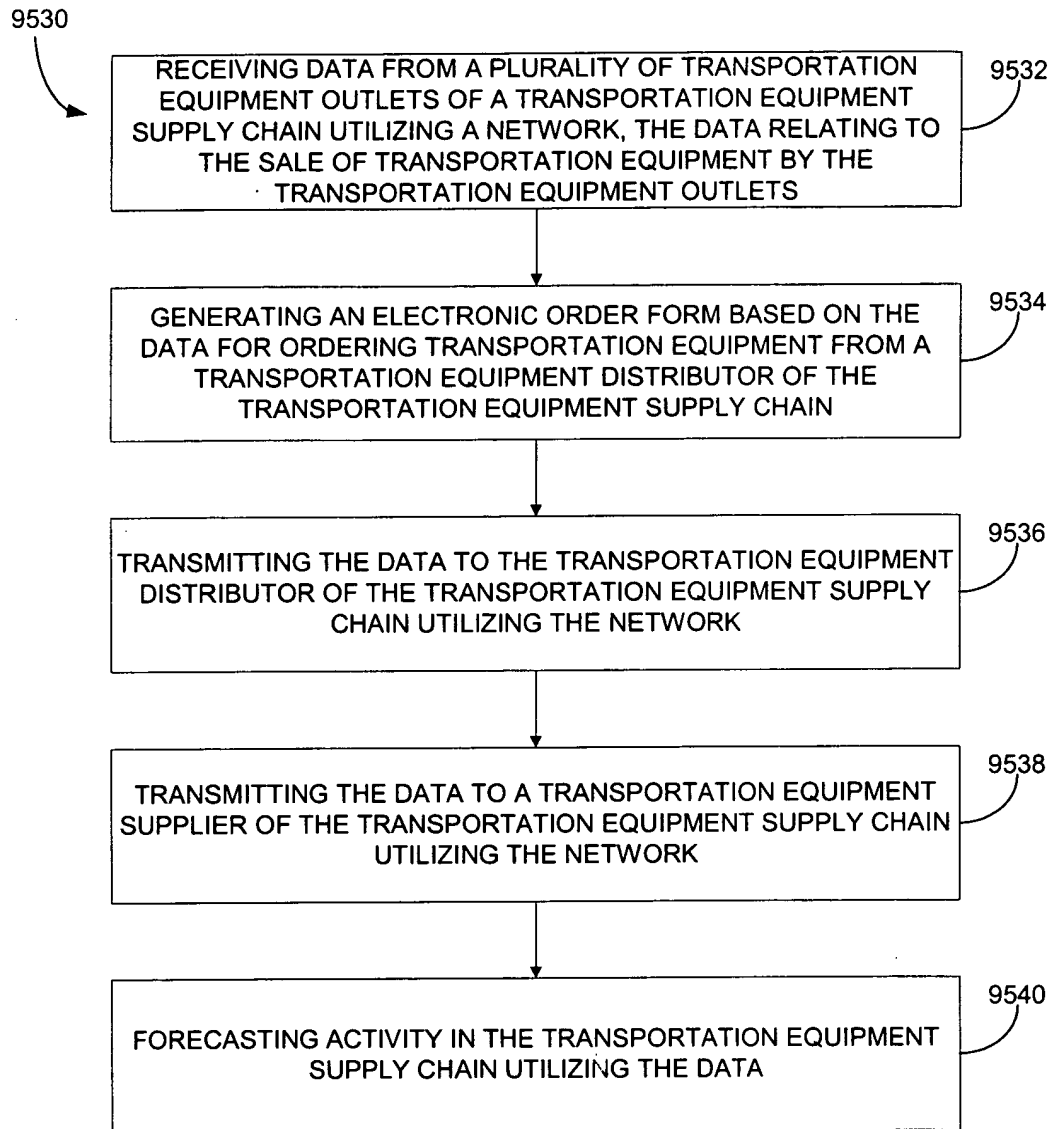 9530
RECEIVING DATA FROM A PLURALITY OF TRANSPORTATION
EQUIPMENT OUTLETS OF A TRANSPORTATION EQUIPMENT
SUPPLY CHAIN UTILIZING A NETWORK, THE DATA RELATING TO
THE SALE OF TRANSPORTATION EQUIPMENT BY THE
TRANSPORTATION EQUIPMENT OUTLETS
9532
GENERATING AN ELECTRONIC ORDER FORM BASED ON THE
DATA FOR ORDERING TRANSPORTATION EQUIPMENT FROM A
TRANSPORTATION EQUIPMENT DISTRIBUTOR OF THE
TRANSPORTATION EQUIPMENT SUPPLY CHAIN
9534
TRANSMITTING THE DATA TO THE TRANSPORTATION EQUIPMENT
DISTRIBUTOR OF THE TRANSPORTATION EQUIPMENT SUPPLY
CHAIN UTILIZING THE NETWORK
9536
TRANSMITTING THE DATA TO A TRANSPORTATION EQUIPMENT
SUPPLIER OF THE TRANSPORTATION EQUIPMENT SUPPLY CHAIN
UTILIZING THE NETWORK
9538
FORECASTING ACTIVITY IN THE TRANSPORTATION EQUIPMENT
SUPPLY CHAIN UTILIZING THE DATA
9540